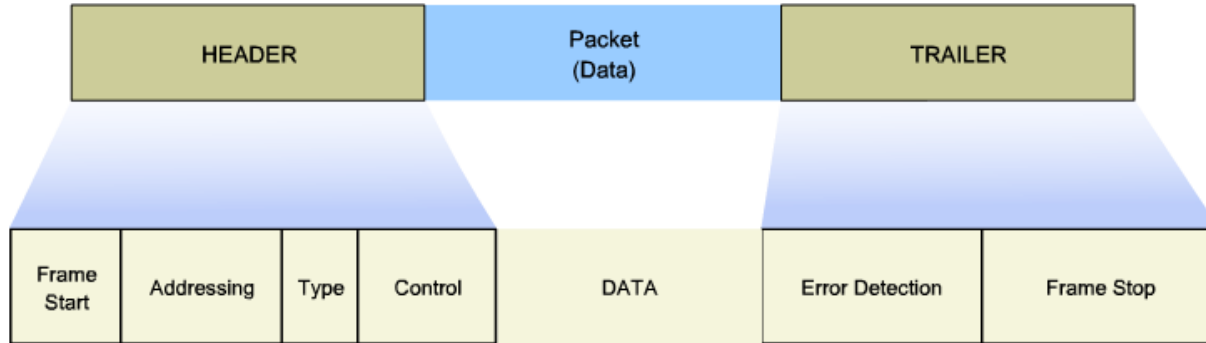 HEADER
Packet
(Data)
TRAILER
Frame
Start
Addressing
Type
Control
DATA
Error Detection
Frame Stop